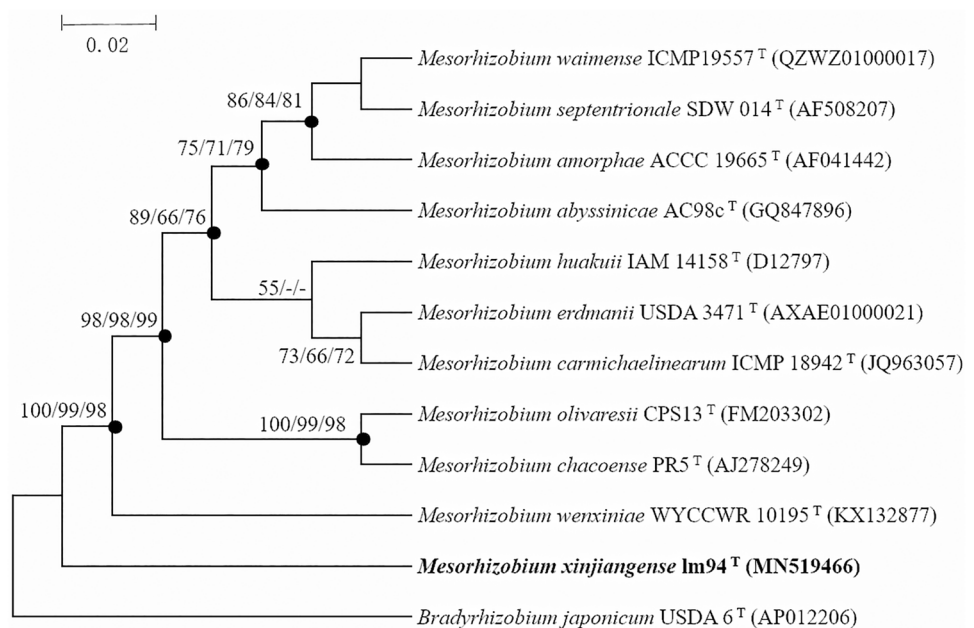 0.02
Mesorhizobium waimense ICMP19557 T (QZWZ01000017)
86/84/81
Mesorhizobium septentrionale SDW 014 T (AF508207)
75/71/79
Mesorhizobium amorphae ACCC 19665 T (AF041442)
89/66/76
Mesorhizobium abyssinicae AC98c T (GQ847896)
Mesorhizobium huakuii IAM 14158 T (D12797)
55/-/-
98/98/99
Mesorhizobium erdmanii USDA 3471 T (AXAE01000021)
73/66/72
Mesorhizobium carmichaelinearum ICMP 18942 T (JQ963057)
100/99/98
Mesorhizobium olivaresii CPS13 T (FM203302)
100/99/98
Mesorhizobium chacoense PR5 T (AJ278249)
Mesorhizobium wenxiniae WYCCWR 10195 T (KX132877)
Mesorhizobium xinjiangense lm94 T (MN519466)
Bradyrhizobium japonicum USDA 6 T (AP012206)